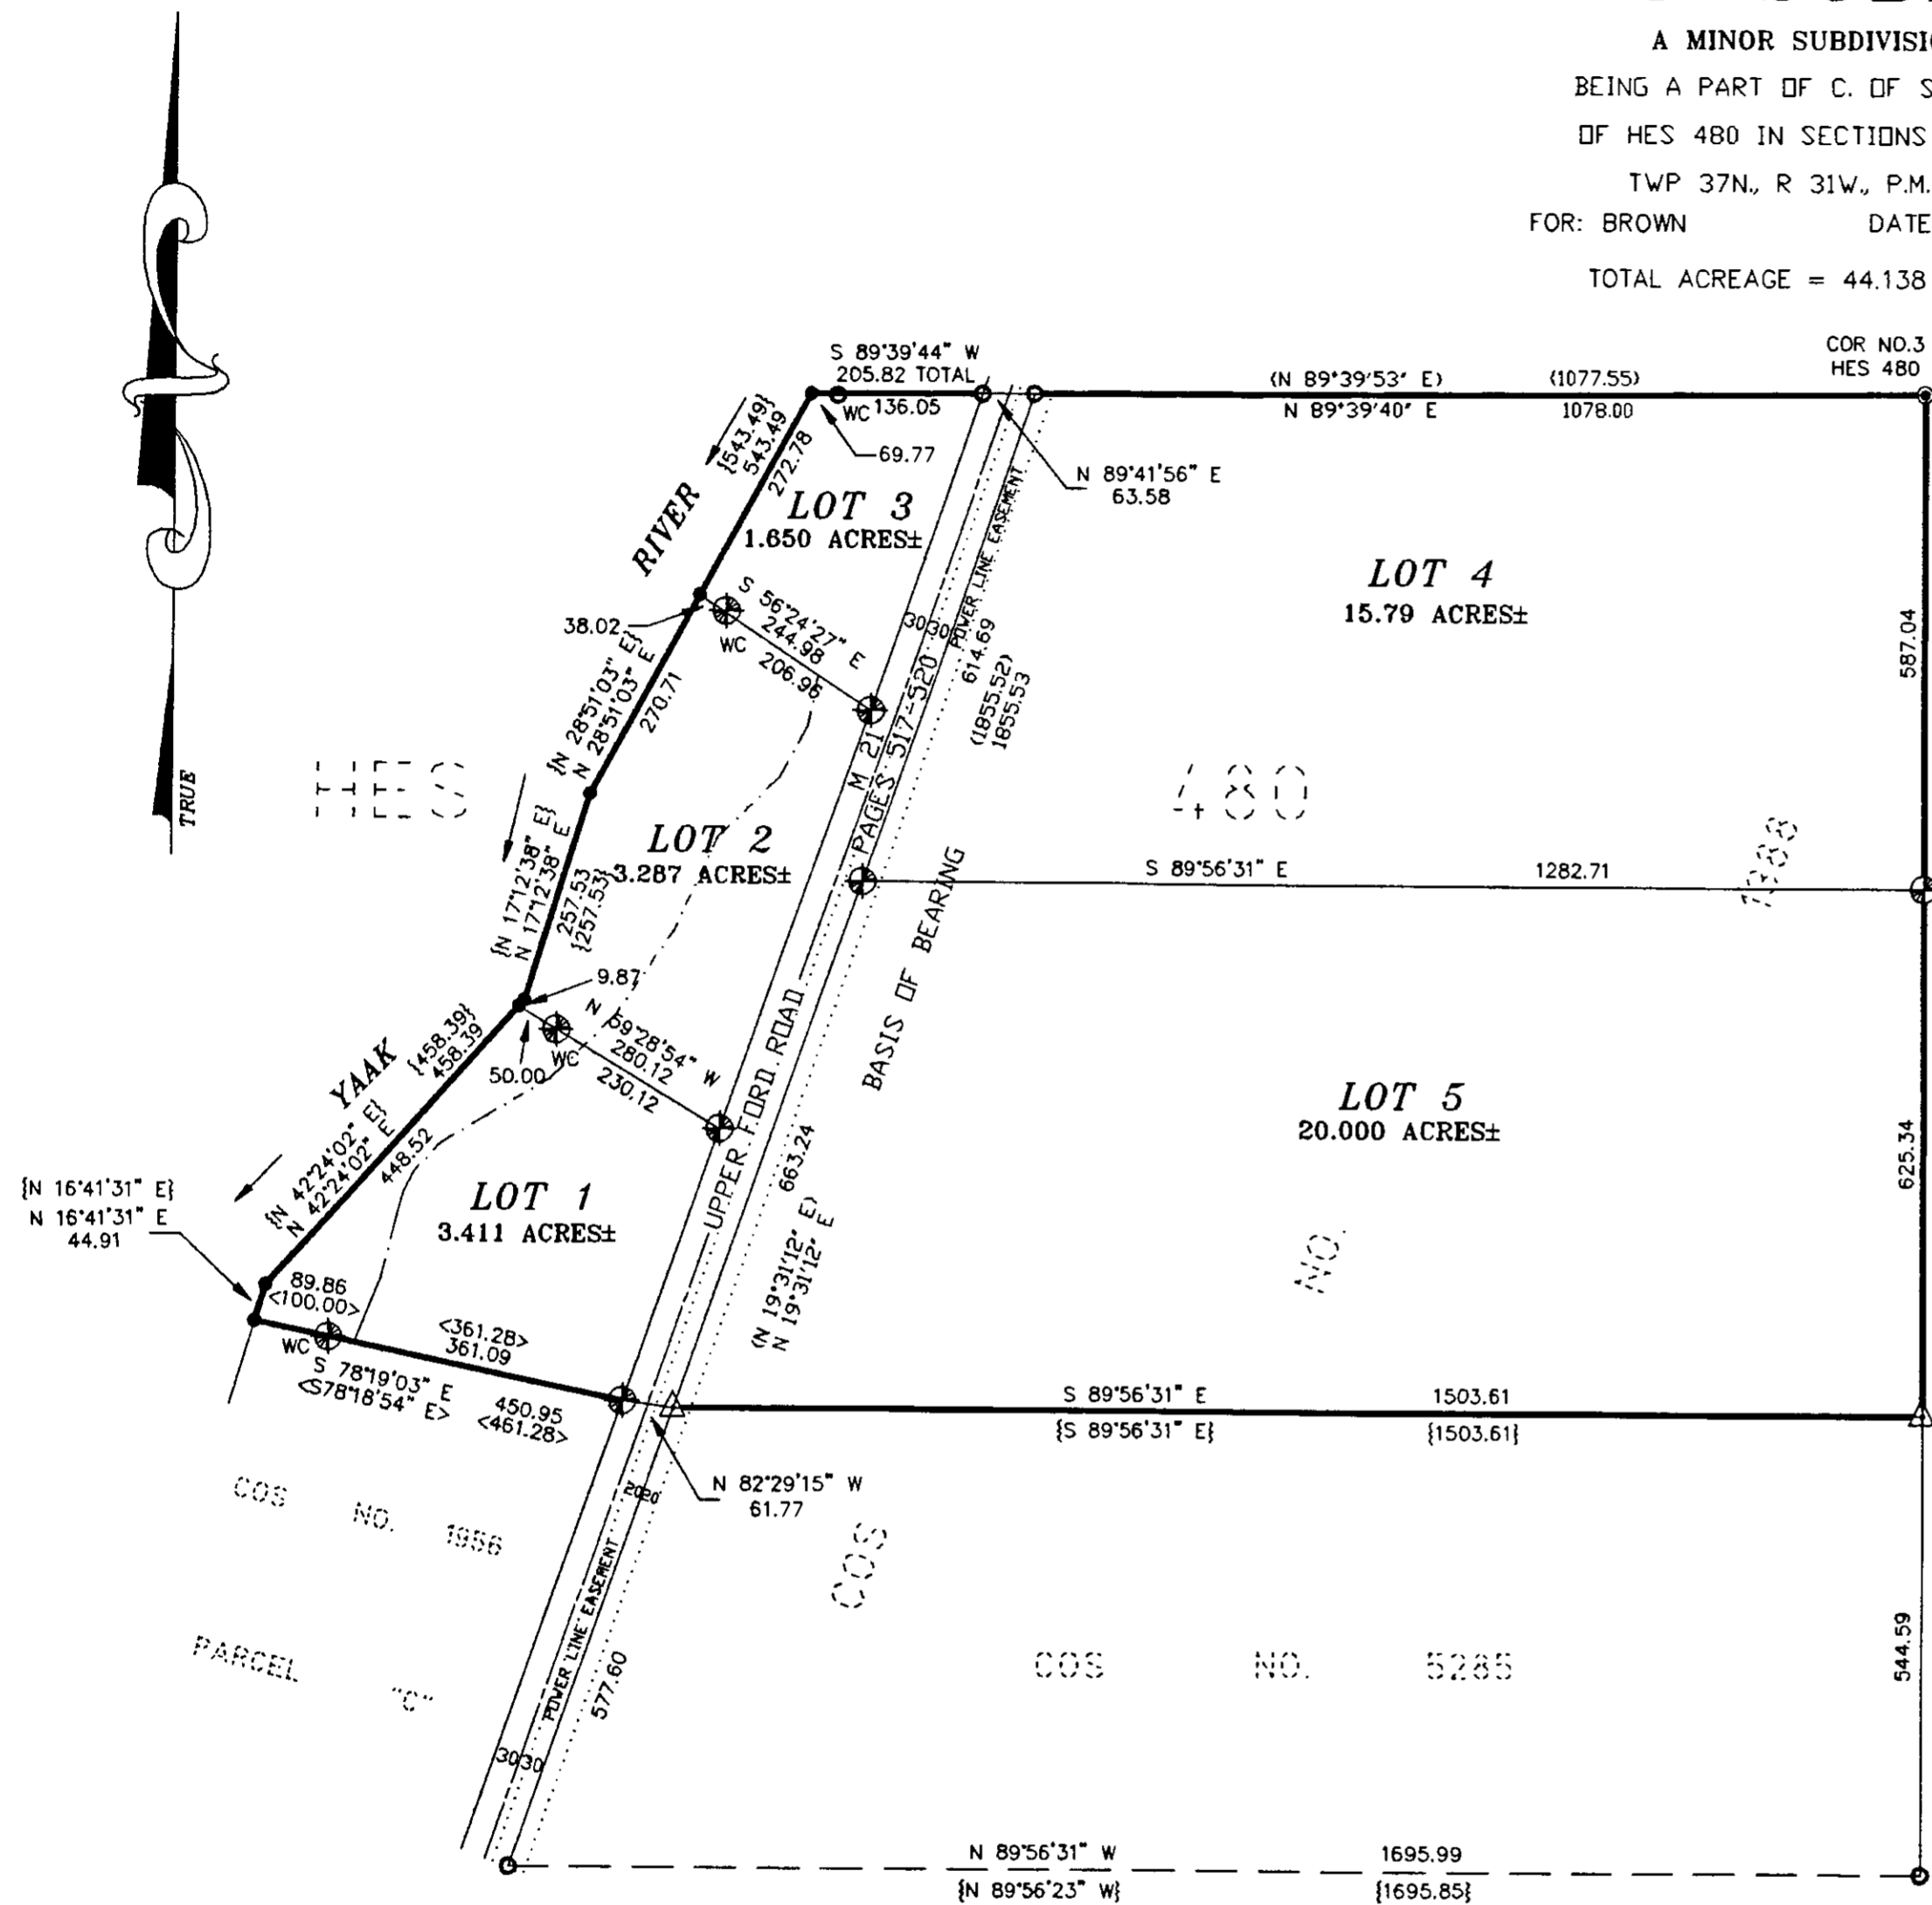 A MINOR SUBDIVISI
BEING A PART OF C. OF S
OF HES 480 IN SECTIONS
TWP 37N., R 31W., P.M.
FOR: BROWN DATE
TOTAL ACREAGE = 44.138
COR NO.3
HES 480
S 89°39'44" W
205.82 TOTAL
WC 136.05
69.77
(N 89°39'53" E) (1077.55)
N 89°39'40" E 1078.00
N 89°41'56" E
63.58
{543.49}
543.49
272.78
RIVER
LOT 3
1.650 ACRES±
LOT 4
15.79 ACRES±
587.04
38.02
S 56°24'27" E
244.98
WC 206.96
3030
POWER LINE EASEMENT
614.69
(1855.52)
1855.53
{N 28°51'03" E}
N 28°51'03" E
270.71
M 21 PAGES 517-520
TRUE
HES
480
1388
LOT 2
3.287 ACRES±
{N 17°12'38" E}
N 17°12'38" E
257.53
{257.53}
S 89°56'31" E 1282.71
BASIS OF BEARING
9.87
N 59°28'54" W
280.12
WC 230.12
50.00
YAAK
{458.39}
458.39
{N 42°24'02" E}
N 42°24'02" E
448.52
UPPER FORD ROAD
663.24
LOT 5
20.000 ACRES±
625.34
{N 16°41'31" E}
N 16°41'31" E
44.91
LOT 1
3.411 ACRES±
(N 19°31'12" E)
N 19°31'12" E
NO.
89.86
<100.00>
<361.28>
361.09
WC
S 78°19'03" E 450.95
<S78°18'54" E> <461.28>
S 89°56'31" E 1503.61
{S 89°56'31" E} {1503.61}
N 82°29'15" W
61.77
2020
COS NO. 1956
COS
POWER LINE EASEMENT
577.60
PARCEL "C"
COS NO. 5285
544.59
3030
N 89°56'31" W 1695.99
{N 89°56'23" W} {1695.85}